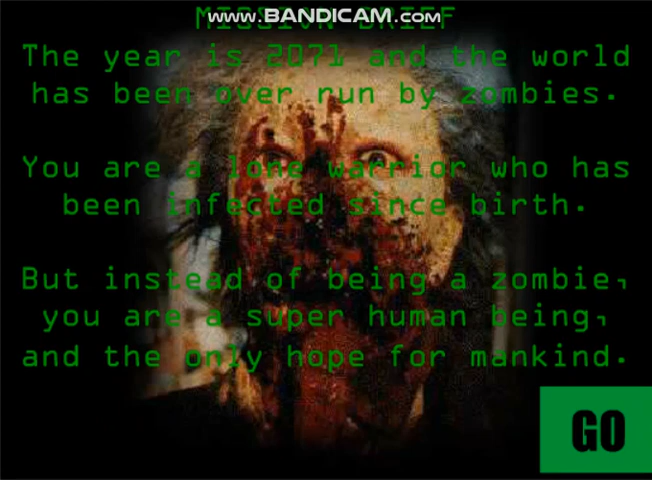 www.BANDICAM.com
MISSION BRIEF
The year is 2071 and the world
has been over run by zombies.
You are a lone warrior who has
been infected since birth.
But instead of being a zombie,
you are a super human being,
and the only hope for mankind.
GO